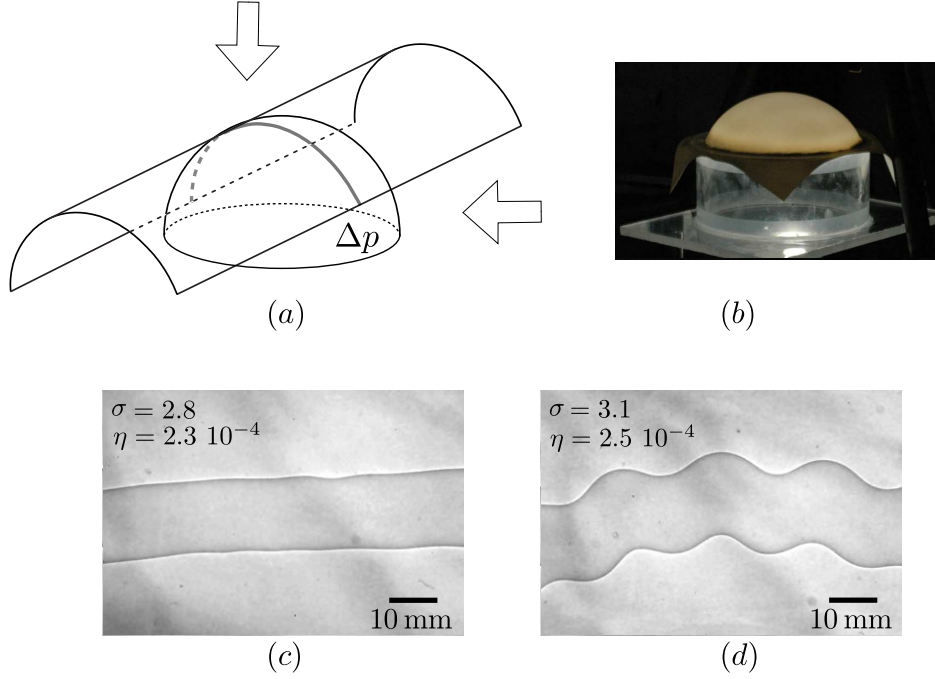 Δp
(a)
(b)
σ = 2.8
η = 2.3 10⁻⁴
10 mm
(c)
σ = 3.1
η = 2.5 10⁻⁴
10 mm
(d)